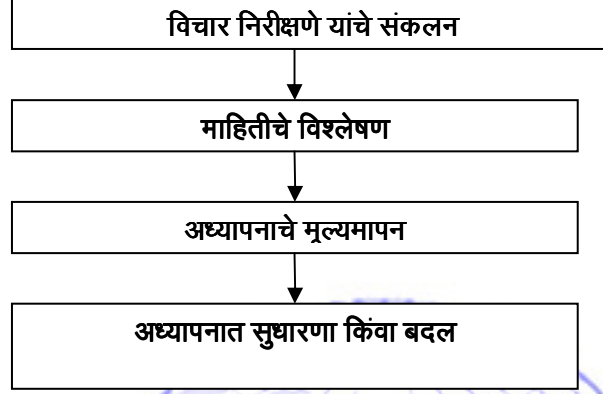 विचार निरीक्षणे यांचे संकलन
माहितीचे विश्लेषण
अध्यापनाचे मूल्यमापन
अध्यापनात सुधारणा किंवा बदल